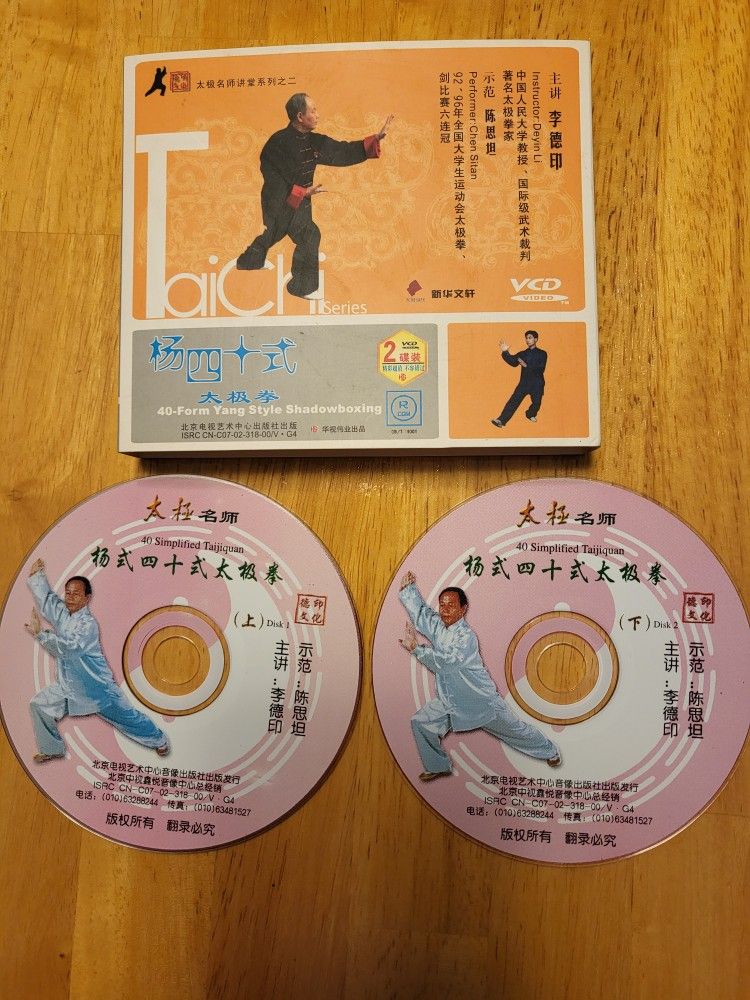 太极名师讲堂系列之二
主讲 李德印
Instructor Deyin Li
中国人民大学教授、国际级武术裁判
著名太极拳家
示范 陈思坦
Performer: Chen Sitan
92、96年全国大学生运动会太极拳、
剑比赛六连冠
TaiChi
Series
新华文轩
VCD
VIDEO
TM
杨四十式
太极拳
40-Form Yang Style Shadowboxing
北京电视艺术中心出版社出版
ISRC CN-C07-02-318-00/V·G4
华视伟业出品
VCD
2碟装
R
太极名师
40 Simplified Taijiquan
杨式四十式太极拳
德印
文化
(上) Disk 1
示范:陈思坦
主讲:李德印
北京电视艺术中心音像出版社出版发行
北京中视鑫悦音像中心总经销
ISRC CN-C07-02-318-00/V·G4
电话:(010)63288244 传真:(010)63481527
版权所有 翻录必究
太极名师
40 Simplified Taijiquan
杨式四十式太极拳
德印
文化
(下) Disk 2
示范:陈思坦
主讲:李德印
北京电视艺术中心音像出版社出版发行
北京中视鑫悦音像中心总经销
ISRC CN-C07-02-318-00/V·G4
电话:(010)63288244 传真:(010)63481527
版权所有 翻录必究